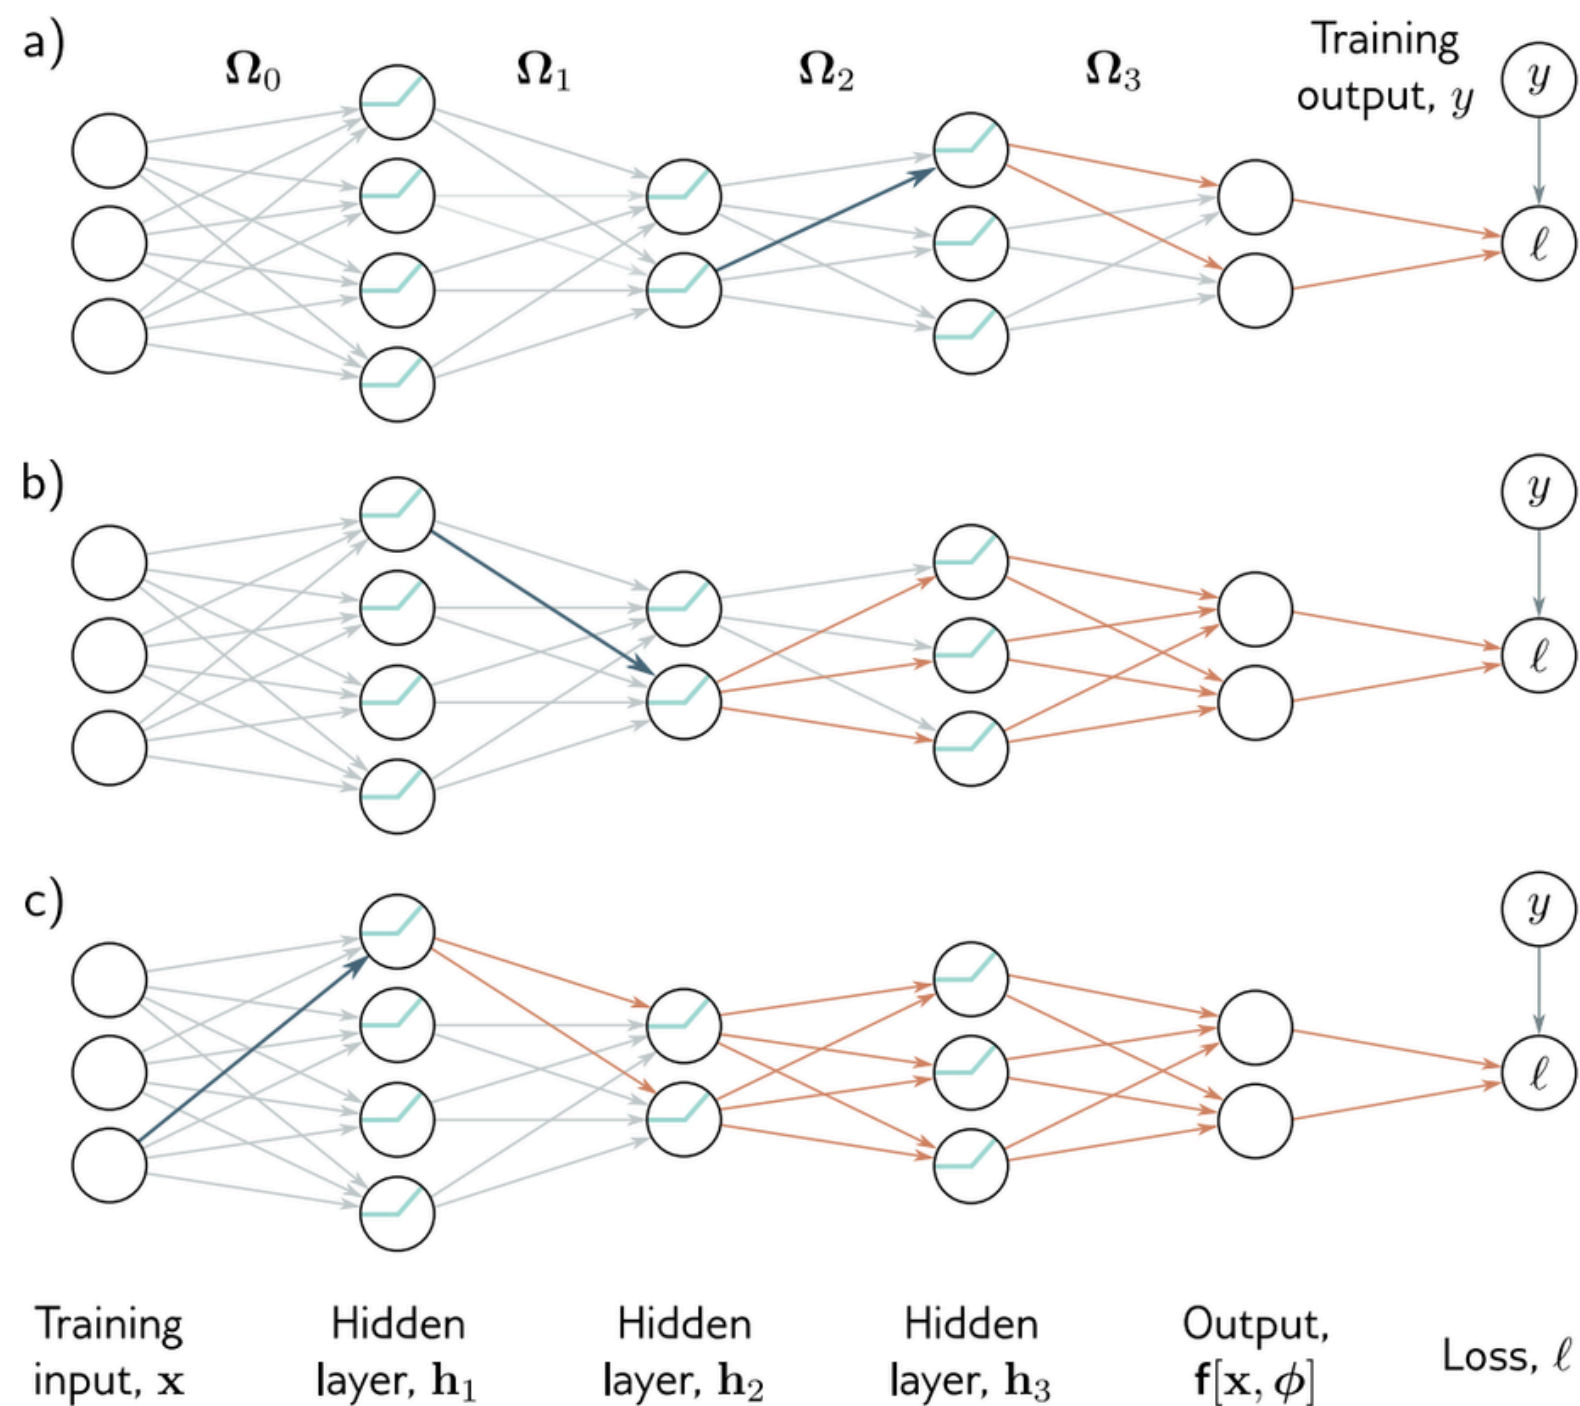 a)
Ω₀
Ω₁
Ω₂
Ω₃
Training
output, y
y
ℓ
b)
y
ℓ
c)
y
ℓ
Training
input, x
Hidden
layer, h₁
Hidden
layer, h₂
Hidden
layer, h₃
Output,
f[x, ϕ]
Loss, ℓ